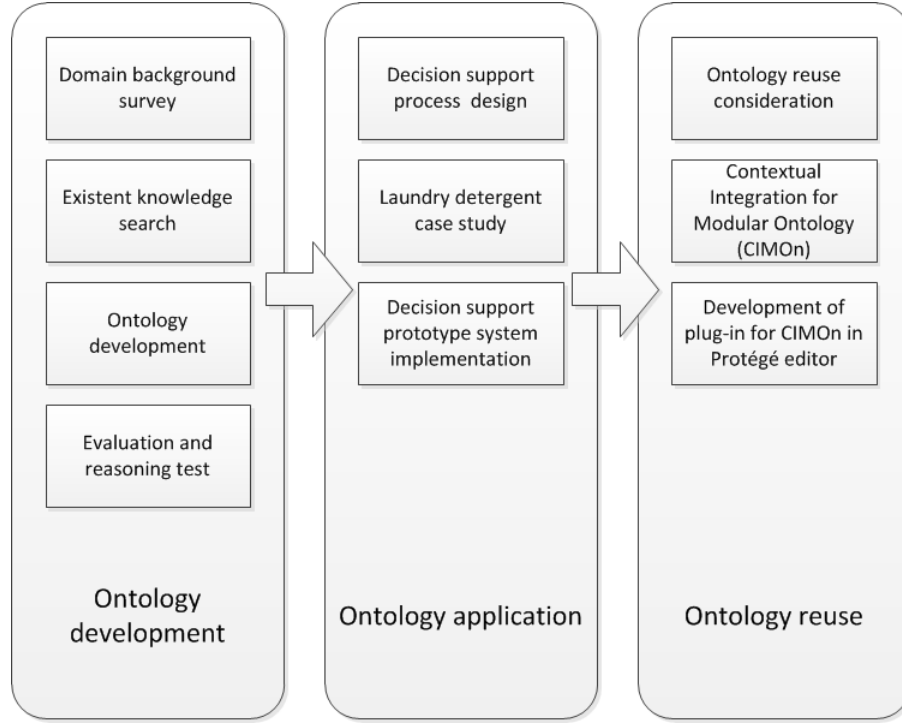 Domain background
survey
Existent knowledge
search
Ontology
development
Evaluation and
reasoning test
Ontology
development
Decision support
process design
Laundry detergent
case study
Decision support
prototype system
implementation
Ontology application
Ontology reuse
consideration
Contextual
Integration for
Modular Ontology
(CIMOn)
Development of
plug-in for CIMOn in
Protégé editor
Ontology reuse